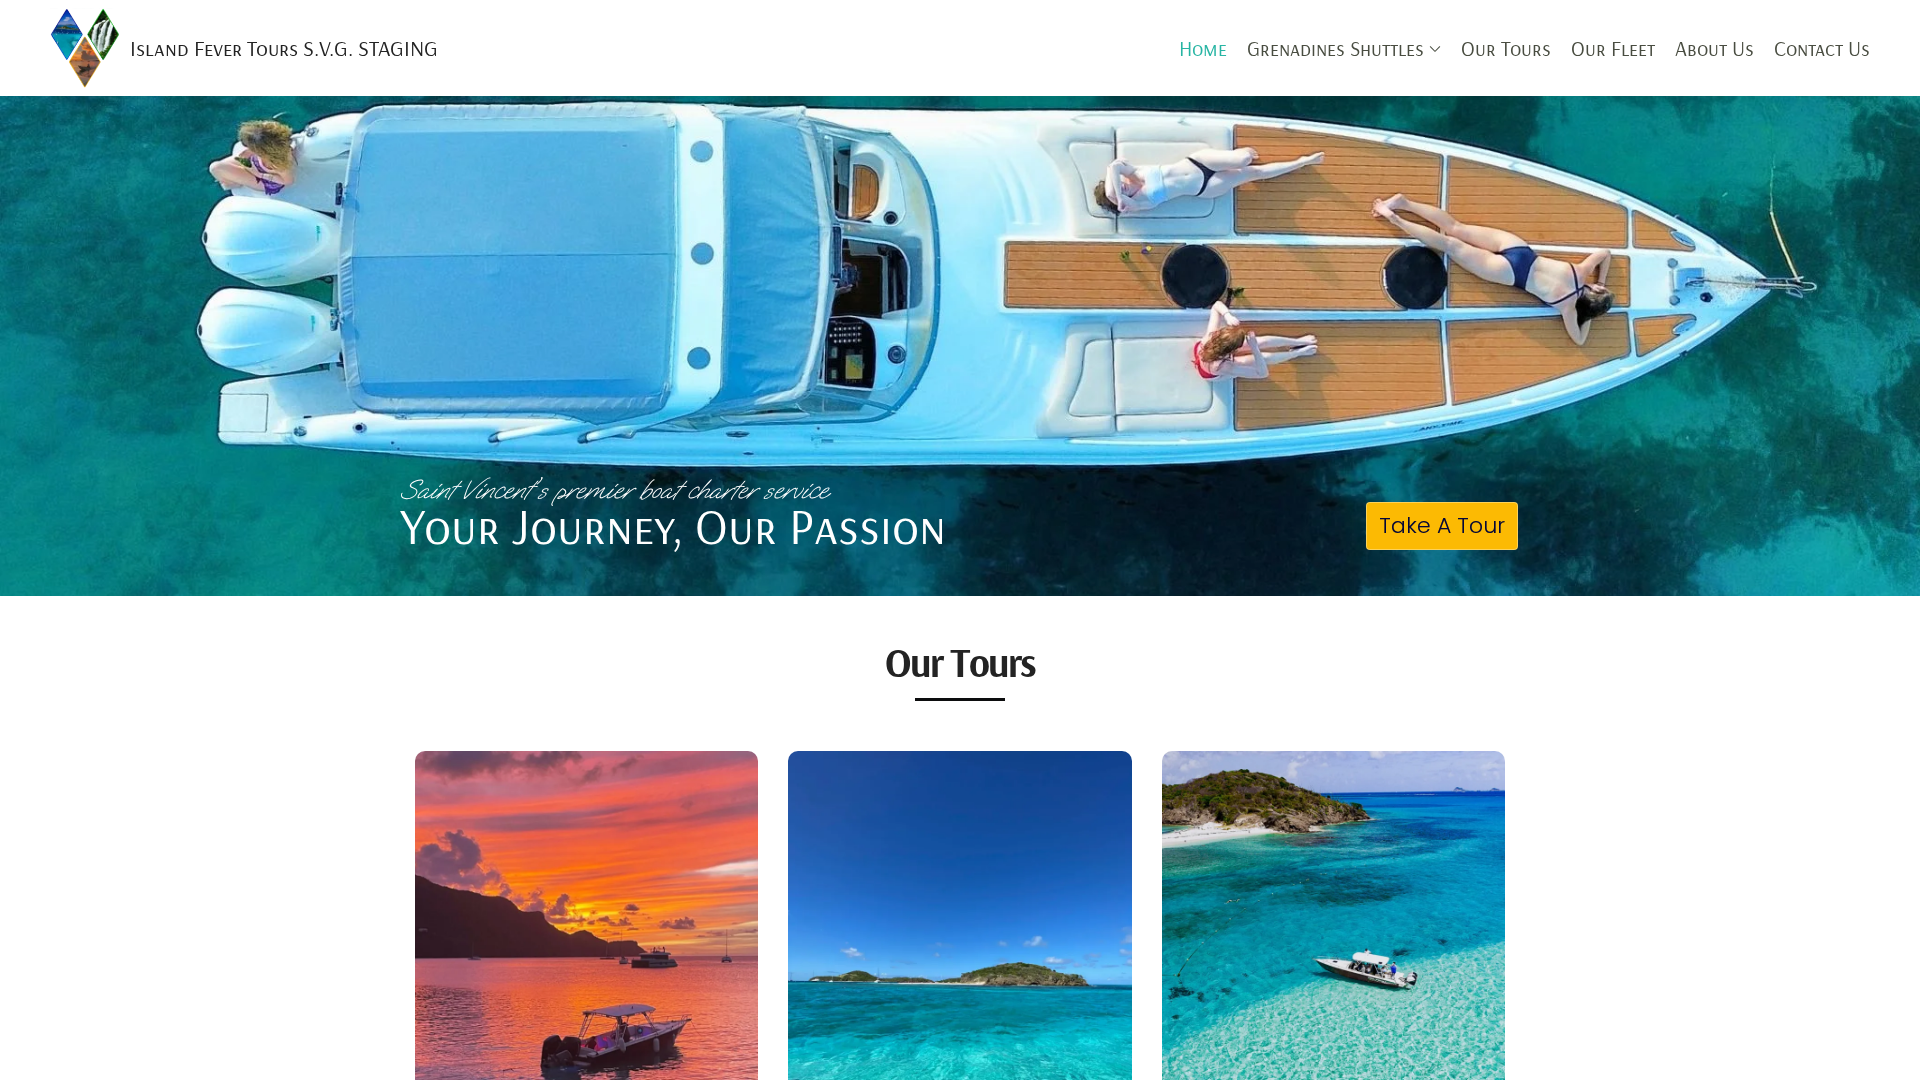 Island Fever Tours S.V.G. STAGING
Home Grenadines Shuttles Our Tours Our Fleet About Us Contact Us
Saint Vincent's premier boat charter service
Your Journey, Our Passion
Take A Tour
Our Tours